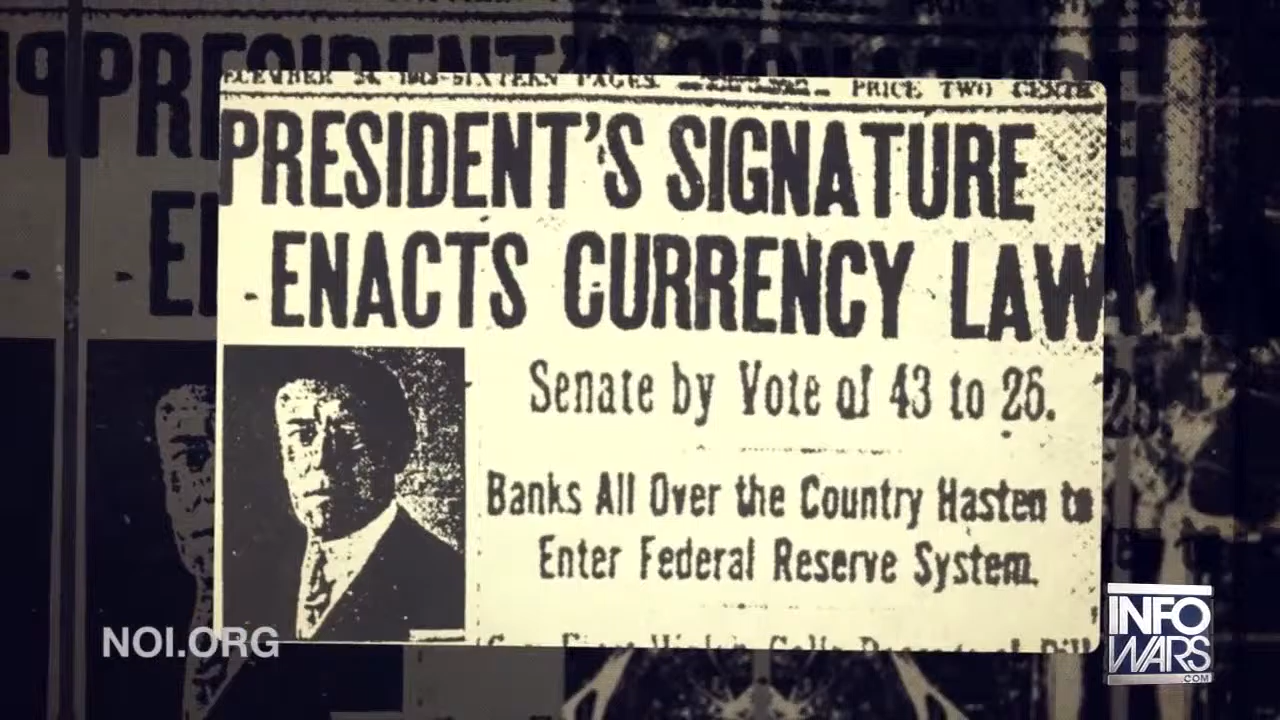 PRICE TWO CENTS
PRESIDENT'S SIGNATURE
ENACTS CURRENCY LAW
Senate by Vote of 43 to 26.
Banks All Over the Country Hasten to
Enter Federal Reserve System.
NOI.ORG
INFO
WARS
.COM